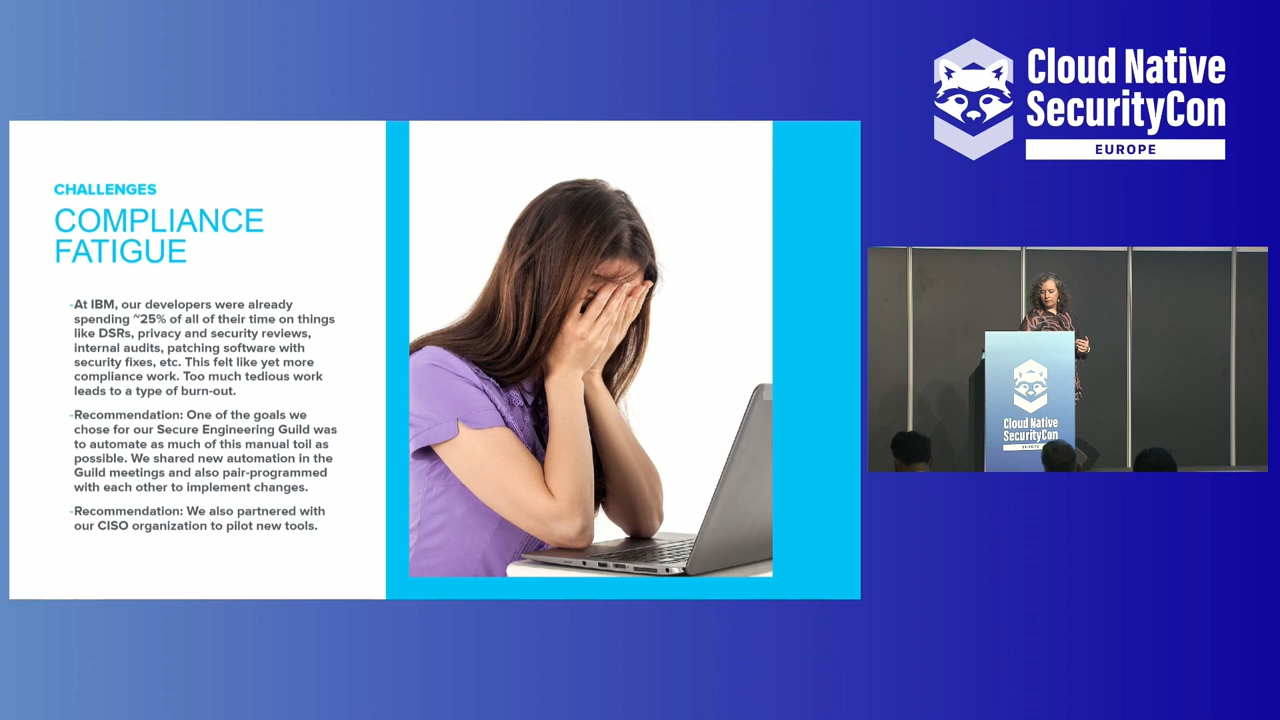 CHALLENGES
COMPLIANCE
FATIGUE
-At IBM, our developers were already
spending ~25% of all of their time on things
like DSRs, privacy and security reviews,
internal audits, patching software with
security fixes, etc. This felt like yet more
compliance work. Too much tedious work
leads to a type of burn-out.
-Recommendation: One of the goals we
chose for our Secure Engineering Guild was
to automate as much of this manual toil as
possible. We shared new automation in the
Guild meetings and also pair-programmed
with each other to implement changes.
-Recommendation: We also partnered with
our CISO organization to pilot new tools.
Cloud Native
SecurityCon
EUROPE
Cloud Native
SecurityCon
EUROPE